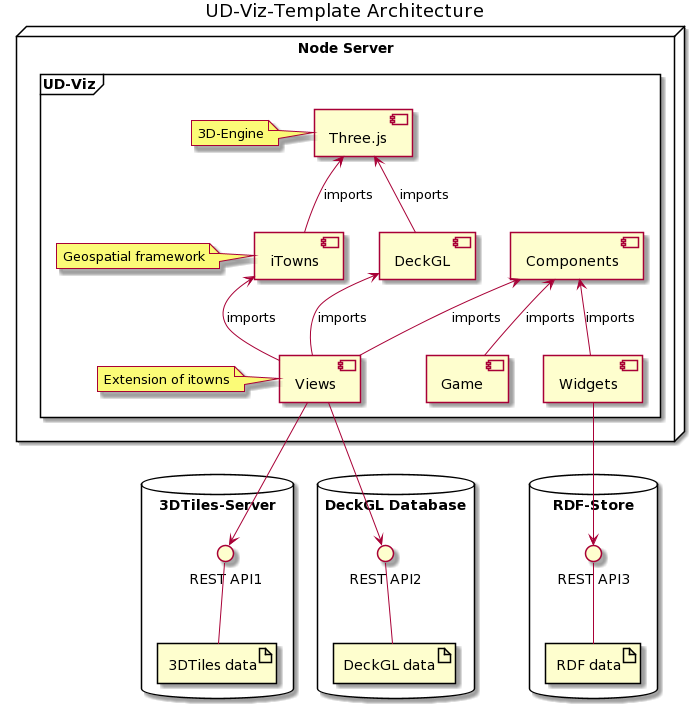 UD-Viz-Template Architecture
Node Server
UD-Viz
3D-Engine
Three.js
imports
imports
Geospatial framework
iTowns
DeckGL
Components
imports
imports
imports
imports
imports
Extension of itowns
Views
Game
Widgets
3DTiles-Server
DeckGL Database
RDF-Store
REST API1
REST API2
REST API3
3DTiles data
DeckGL data
RDF data